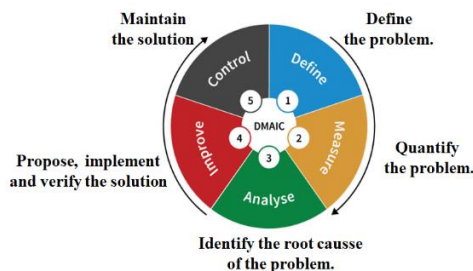 Maintain
the solution
Define
the problem.
Control
Define
5
1
DMAIC
Improve
4
2
Measure
3
Analyse
Propose, implement
and verify the solution
Quantify
the problem.
Identify the root causse
of the problem.